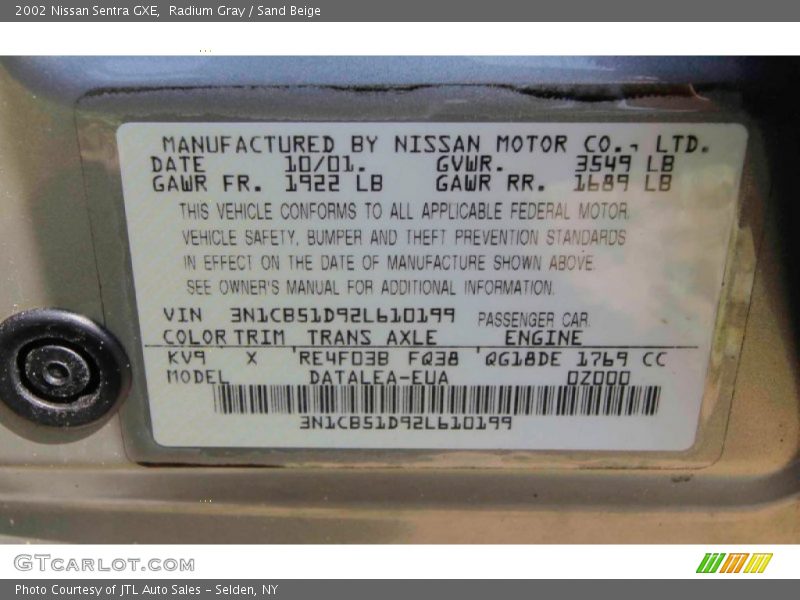 2002 Nissan Sentra GXE,  Radium Gray / Sand Beige
MANUFACTURED BY NISSAN MOTOR CO., LTD.
DATE 10/01. GVWR. 3549 LB
GAWR FR. 1922 LB GAWR RR. 1689 LB
THIS VEHICLE CONFORMS TO ALL APPLICABLE FEDERAL MOTOR
VEHICLE SAFETY, BUMPER AND THEFT PREVENTION STANDARDS
IN EFFECT ON THE DATE OF MANUFACTURE SHOWN ABOVE.
SEE OWNER'S MANUAL FOR ADDITIONAL INFORMATION.
VIN 3N1CB51D92L610199 PASSENGER CAR.
COLOR TRIM TRANS AXLE ENGINE
KV9 X 'RE4F03B FQ38 'QG18DE 1769 CC
MODEL DATALEA-EUA 0Z000
3N1CB51D92L610199
GTCARLOT.COM
Photo Courtesy of JTL Auto Sales – Selden, NY